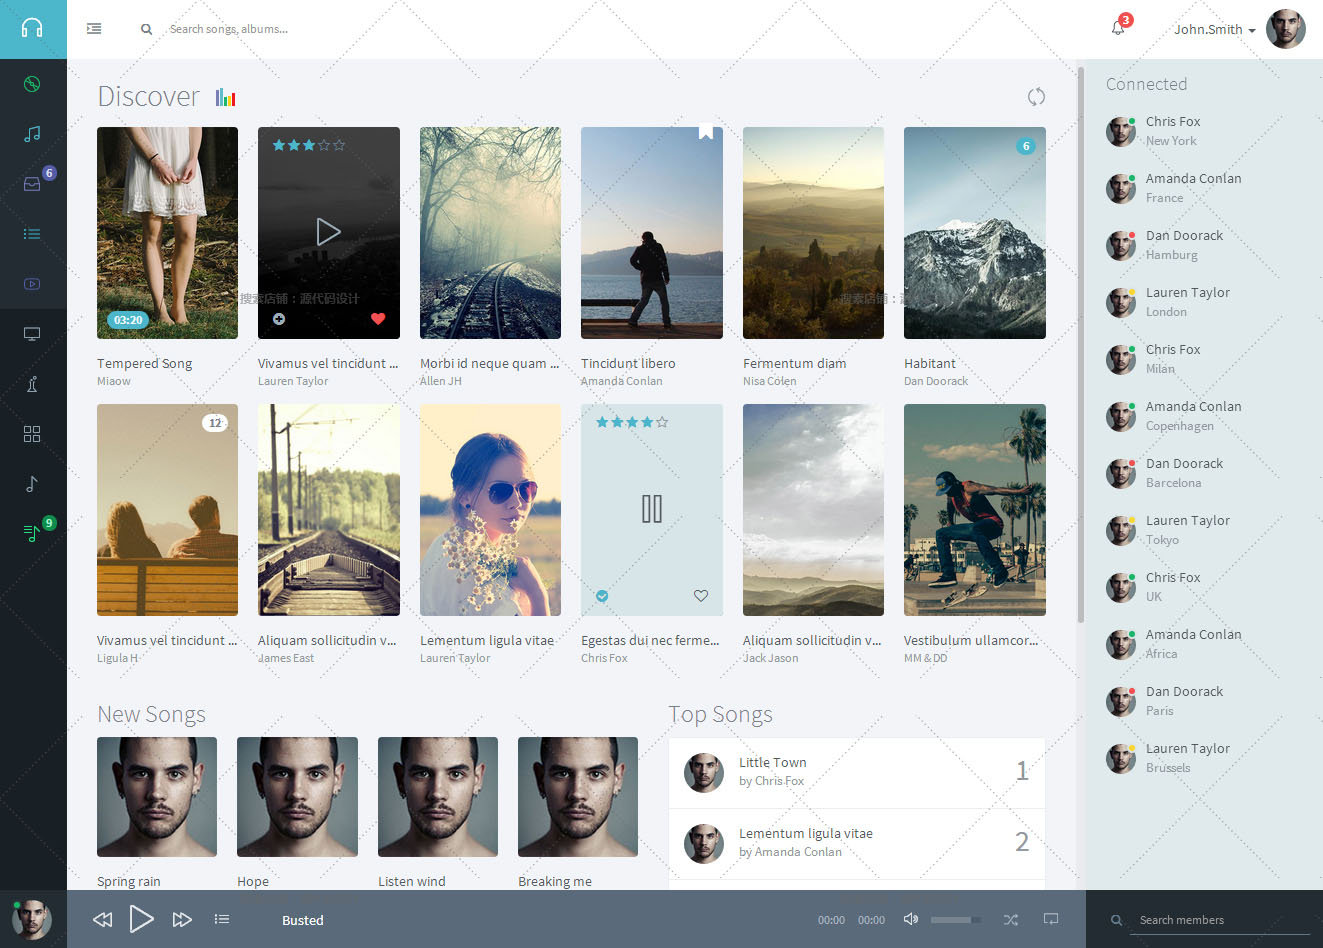 Search songs, albums...
3
John.Smith
Discover
6
9
03:20
6
搜索店铺：源代码设计
搜索店铺：源
Tempered Song
Miaow
Vivamus vel tincidunt ...
Lauren Taylor
Morbi id neque quam ...
Allen JH
Tincidunt libero
Amanda Conlan
Fermentum diam
Nisa Colen
Habitant
Dan Doorack
12
Vivamus vel tincidunt ...
Ligula H
Aliquam sollicitudin v...
James East
Lementum ligula vitae
Lauren Taylor
Egestas dui nec ferme...
Chris Fox
Aliquam sollicitudin v...
Jack Jason
Vestibulum ullamcor...
MM & DD
New Songs
Spring rain
Hope
Listen wind
Breaking me
Top Songs
Little Town
by Chris Fox
1
Lementum ligula vitae
by Amanda Conlan
2
Connected
Chris Fox
New York
Amanda Conlan
France
Dan Doorack
Hamburg
Lauren Taylor
London
Chris Fox
Milan
Amanda Conlan
Copenhagen
Dan Doorack
Barcelona
Lauren Taylor
Tokyo
Chris Fox
UK
Amanda Conlan
Africa
Dan Doorack
Paris
Lauren Taylor
Brussels
Busted
00:00
00:00
Search members